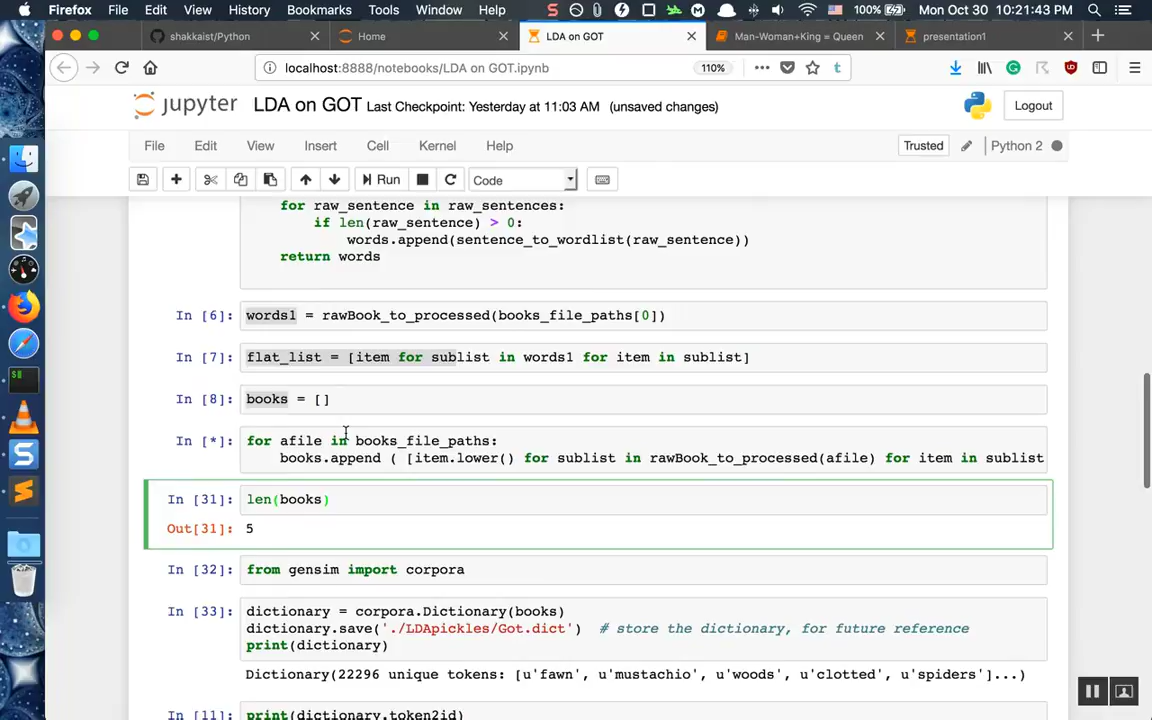 Firefox File Edit View History Bookmarks Tools Window Help 100% Mon Oct 30 10:21:43 PM
shakkaist/Python Home LDA on GOT Man-Woman+King = Queen presentation1
localhost:8888/notebooks/LDA on GOT.ipynb 110%
jupyter LDA on GOT Last Checkpoint: Yesterday at 11:03 AM (unsaved changes) Logout
File Edit View Insert Cell Kernel Help Trusted Python 2
Run Code
for raw_sentence in raw_sentences:
if len(raw_sentence) > 0:
words.append(sentence_to_wordlist(raw_sentence))
return words
In [6]: words1 = rawBook_to_processed(books_file_paths[0])
In [7]: flat_list = [item for sublist in words1 for item in sublist]
In [8]: books = []
In [*]: for afile in books_file_paths:
books.append ( [item.lower() for sublist in rawBook_to_processed(afile) for item in sublist
In [31]: len(books)
Out[31]: 5
In [32]: from gensim import corpora
In [33]: dictionary = corpora.Dictionary(books)
dictionary.save('./LDApickles/Got.dict') # store the dictionary, for future reference
print(dictionary)
Dictionary(22296 unique tokens: [u'fawn', u'mustachio', u'woods', u'clotted', u'spiders']...)
In [11]: print(dictionary.token2id)